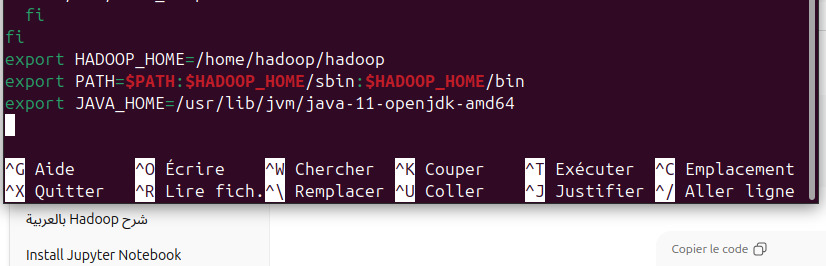 fi
fi
export HADOOP_HOME=/home/hadoop/hadoop
export PATH=$PATH:$HADOOP_HOME/sbin:$HADOOP_HOME/bin
export JAVA_HOME=/usr/lib/jvm/java-11-openjdk-amd64
^G Aide ^O Écrire ^W Chercher ^K Couper ^T Exécuter ^C Emplacement
^X Quitter ^R Lire fich. ^\ Remplacer ^U Coller ^J Justifier ^/ Aller ligne
شرح Hadoop بالعربية
Copier le code
Install Jupyter Notebook